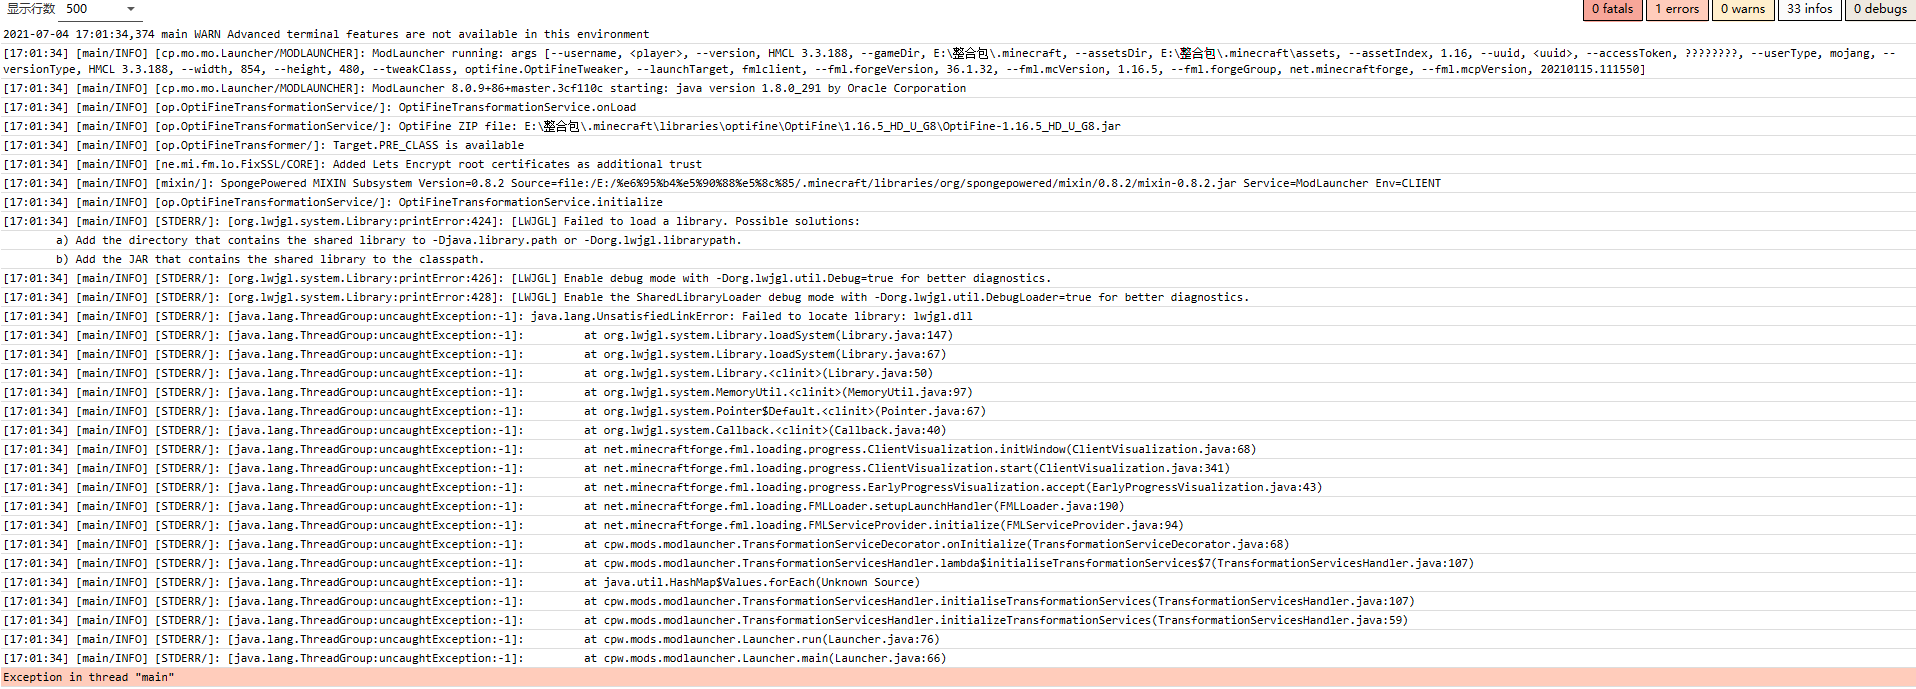 显示行数 500 0 fatals 1 errors 0 warns 33 infos 0 debugs
2021-07-04 17:01:34,374 main WARN Advanced terminal features are not available in this environment
[17:01:34] [main/INFO] [cp.mo.mo.Launcher/MODLAUNCHER]: ModLauncher running: args [--username, <player>, --version, HMCL 3.3.188, --gameDir, E:\整合包\.minecraft, --assetsDir, E:\整合包\.minecraft\assets, --assetIndex, 1.16, --uuid, <uuid>, --accessToken, ????????, --userType, mojang, --
versionType, HMCL 3.3.188, --width, 854, --height, 480, --tweakClass, optifine.OptiFineTweaker, --launchTarget, fmlclient, --fml.forgeVersion, 36.1.32, --fml.mcVersion, 1.16.5, --fml.forgeGroup, net.minecraftforge, --fml.mcpVersion, 20210115.111550]
[17:01:34] [main/INFO] [cp.mo.mo.Launcher/MODLAUNCHER]: ModLauncher 8.0.9+86+master.3cf110c starting: java version 1.8.0_291 by Oracle Corporation
[17:01:34] [main/INFO] [op.OptiFineTransformationService/]: OptiFineTransformationService.onLoad
[17:01:34] [main/INFO] [op.OptiFineTransformationService/]: OptiFine ZIP file: E:\整合包\.minecraft\libraries\optifine\OptiFine\1.16.5_HD_U_G8\OptiFine-1.16.5_HD_U_G8.jar
[17:01:34] [main/INFO] [op.OptiFineTransformer/]: Target.PRE_CLASS is available
[17:01:34] [main/INFO] [ne.mi.fm.lo.FixSSL/CORE]: Added Lets Encrypt root certificates as additional trust
[17:01:34] [main/INFO] [mixin/]: SpongePowered MIXIN Subsystem Version=0.8.2 Source=file:/E:/%e6%95%b4%e5%90%88%e5%8c%85/.minecraft/libraries/org/spongepowered/mixin/0.8.2/mixin-0.8.2.jar Service=ModLauncher Env=CLIENT
[17:01:34] [main/INFO] [op.OptiFineTransformationService/]: OptiFineTransformationService.initialize
[17:01:34] [main/INFO] [STDERR/]: [org.lwjgl.system.Library:printError:424]: [LWJGL] Failed to load a library. Possible solutions:
a) Add the directory that contains the shared library to -Djava.library.path or -Dorg.lwjgl.librarypath.
b) Add the JAR that contains the shared library to the classpath.
[17:01:34] [main/INFO] [STDERR/]: [org.lwjgl.system.Library:printError:426]: [LWJGL] Enable debug mode with -Dorg.lwjgl.util.Debug=true for better diagnostics.
[17:01:34] [main/INFO] [STDERR/]: [org.lwjgl.system.Library:printError:428]: [LWJGL] Enable the SharedLibraryLoader debug mode with -Dorg.lwjgl.util.DebugLoader=true for better diagnostics.
[17:01:34] [main/INFO] [STDERR/]: [java.lang.ThreadGroup:uncaughtException:-1]: java.lang.UnsatisfiedLinkError: Failed to locate library: lwjgl.dll
[17:01:34] [main/INFO] [STDERR/]: [java.lang.ThreadGroup:uncaughtException:-1]: at org.lwjgl.system.Library.loadSystem(Library.java:147)
[17:01:34] [main/INFO] [STDERR/]: [java.lang.ThreadGroup:uncaughtException:-1]: at org.lwjgl.system.Library.loadSystem(Library.java:67)
[17:01:34] [main/INFO] [STDERR/]: [java.lang.ThreadGroup:uncaughtException:-1]: at org.lwjgl.system.Library.<clinit>(Library.java:50)
[17:01:34] [main/INFO] [STDERR/]: [java.lang.ThreadGroup:uncaughtException:-1]: at org.lwjgl.system.MemoryUtil.<clinit>(MemoryUtil.java:97)
[17:01:34] [main/INFO] [STDERR/]: [java.lang.ThreadGroup:uncaughtException:-1]: at org.lwjgl.system.Pointer$Default.<clinit>(Pointer.java:67)
[17:01:34] [main/INFO] [STDERR/]: [java.lang.ThreadGroup:uncaughtException:-1]: at org.lwjgl.system.Callback.<clinit>(Callback.java:40)
[17:01:34] [main/INFO] [STDERR/]: [java.lang.ThreadGroup:uncaughtException:-1]: at net.minecraftforge.fml.loading.progress.ClientVisualization.initWindow(ClientVisualization.java:68)
[17:01:34] [main/INFO] [STDERR/]: [java.lang.ThreadGroup:uncaughtException:-1]: at net.minecraftforge.fml.loading.progress.ClientVisualization.start(ClientVisualization.java:341)
[17:01:34] [main/INFO] [STDERR/]: [java.lang.ThreadGroup:uncaughtException:-1]: at net.minecraftforge.fml.loading.progress.EarlyProgressVisualization.accept(EarlyProgressVisualization.java:43)
[17:01:34] [main/INFO] [STDERR/]: [java.lang.ThreadGroup:uncaughtException:-1]: at net.minecraftforge.fml.loading.FMLLoader.setupLaunchHandler(FMLLoader.java:190)
[17:01:34] [main/INFO] [STDERR/]: [java.lang.ThreadGroup:uncaughtException:-1]: at net.minecraftforge.fml.loading.FMLServiceProvider.initialize(FMLServiceProvider.java:94)
[17:01:34] [main/INFO] [STDERR/]: [java.lang.ThreadGroup:uncaughtException:-1]: at cpw.mods.modlauncher.TransformationServiceDecorator.onInitialize(TransformationServiceDecorator.java:68)
[17:01:34] [main/INFO] [STDERR/]: [java.lang.ThreadGroup:uncaughtException:-1]: at cpw.mods.modlauncher.TransformationServicesHandler.lambda$initialiseTransformationServices$7(TransformationServicesHandler.java:107)
[17:01:34] [main/INFO] [STDERR/]: [java.lang.ThreadGroup:uncaughtException:-1]: at java.util.HashMap$Values.forEach(Unknown Source)
[17:01:34] [main/INFO] [STDERR/]: [java.lang.ThreadGroup:uncaughtException:-1]: at cpw.mods.modlauncher.TransformationServicesHandler.initialiseTransformationServices(TransformationServicesHandler.java:107)
[17:01:34] [main/INFO] [STDERR/]: [java.lang.ThreadGroup:uncaughtException:-1]: at cpw.mods.modlauncher.TransformationServicesHandler.initializeTransformationServices(TransformationServicesHandler.java:59)
[17:01:34] [main/INFO] [STDERR/]: [java.lang.ThreadGroup:uncaughtException:-1]: at cpw.mods.modlauncher.Launcher.run(Launcher.java:76)
[17:01:34] [main/INFO] [STDERR/]: [java.lang.ThreadGroup:uncaughtException:-1]: at cpw.mods.modlauncher.Launcher.main(Launcher.java:66)
Exception in thread "main"